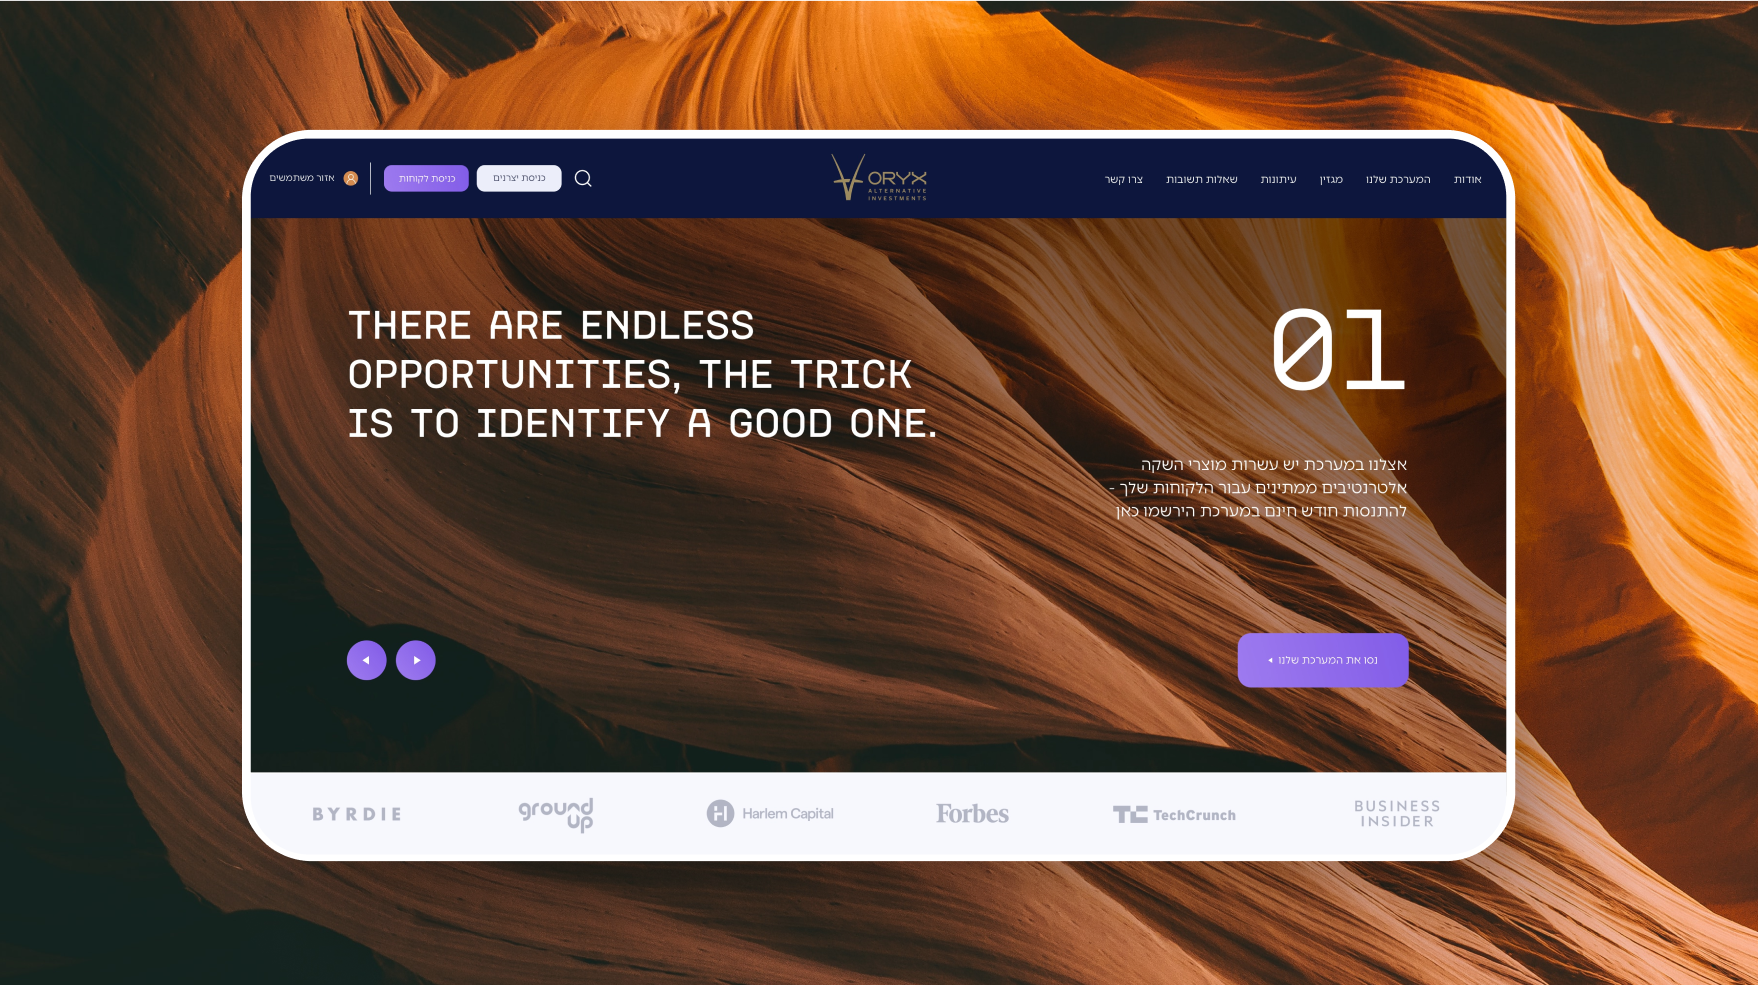 אודות
המערכת שלנו
מגזין
עיתונות
שאלות תשובות
צרו קשר
ORYX
ALTERNATIVE
INVESTMENTS
כניסת יצרנים
כניסת לקוחות
אזור משתמשים
THERE ARE ENDLESS
OPPORTUNITIES, THE TRICK
IS TO IDENTIFY A GOOD ONE.
01
אצלנו במערכת יש עשרות מוצרי השקה
אלטרנטיבים ממתינים עבור הלקוחות שלך -
להתנסות חודש חינם במערכת הירשמו כאן
נסו את המערכת שלנו
BYRDIE
ground
up
Harlem Capital
Forbes
TechCrunch
BUSINESS
INSIDER